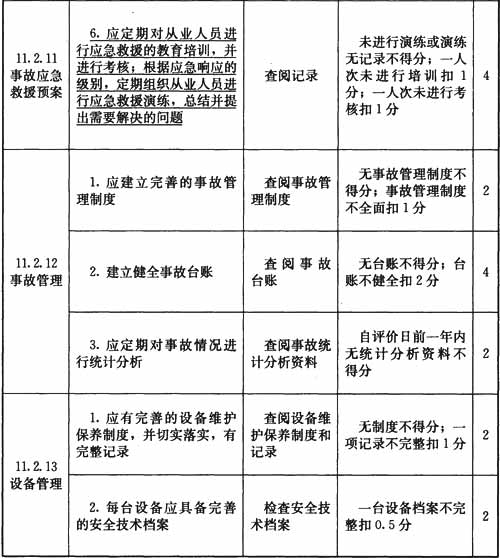 11.2.11
事故应急
救援预案
6. 应定期对从业人员进
行应急救援的教育培训，并
进行考核；根据应急响应的
级别，定期组织从业人员进
行应急救援演练，总结并提
出需要解决的问题
查阅记录
未进行演练或演练
无记录不得分；一人
次未进行培训扣 1
分；一人次未进行考
核扣 1 分
4
11.2.12
事故管理
1. 应建立完善的事故管
理制度
查阅事故管
理制度
无事故管理制度不
得分；事故管理制度
不全面扣 1 分
2
2. 建立健全事故台账
查阅事故
台账
无台账不得分；台
账不健全扣 2 分
4
3. 应定期对事故情况进
行统计分析
查阅事故统
计分析资料
自评价日前一年内
无统计分析资料不
得分
2
11.2.13
设备管理
1. 应有完善的设备维护
保养制度，并切实落实，有
完整记录
查阅设备维
护保养制度和
记录
无制度不得分；一
项记录不完整扣 1 分
2
2. 每台设备应具备完善
的安全技术档案
检查安全技
术档案
一台设备档案不完
整扣 0.5 分
2